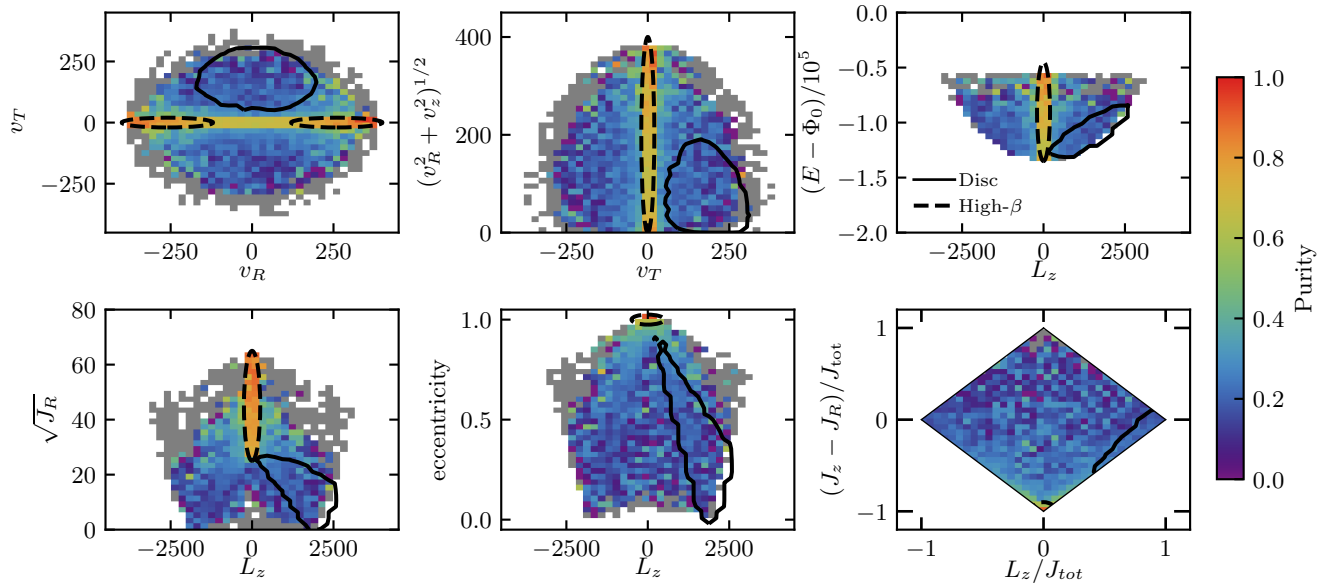 250
0
−250
v_T
−250 0 250
v_R
400
200
0
(v_R^2 + v_z^2)^{1/2}
−250 0 250
v_T
0.0
−0.5
−1.0
−1.5
−2.0
(E − Φ_0)/10^5
Disc
High-β
−2500 0 2500
L_z
80
60
40
20
0
√J_R
−2500 0 2500
L_z
1.0
0.5
0.0
eccentricity
−2500 0 2500
L_z
1
0
−1
(J_z − J_R)/J_tot
−1 0 1
L_z/J_{tot}
1.0
0.8
0.6
0.4
0.2
0.0
Purity